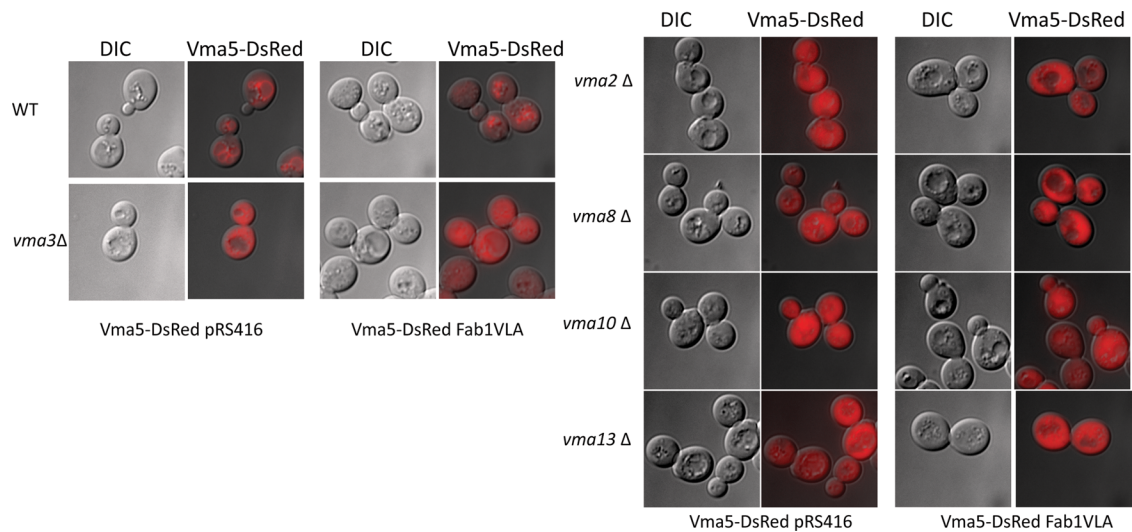 DIC Vma5-DsRed DIC Vma5-DsRed
WT
vma3Δ
Vma5-DsRed pRS416 Vma5-DsRed Fab1VLA
DIC Vma5-DsRed DIC Vma5-DsRed
vma2 Δ
vma8 Δ
vma10 Δ
vma13 Δ
Vma5-DsRed pRS416 Vma5-DsRed Fab1VLA